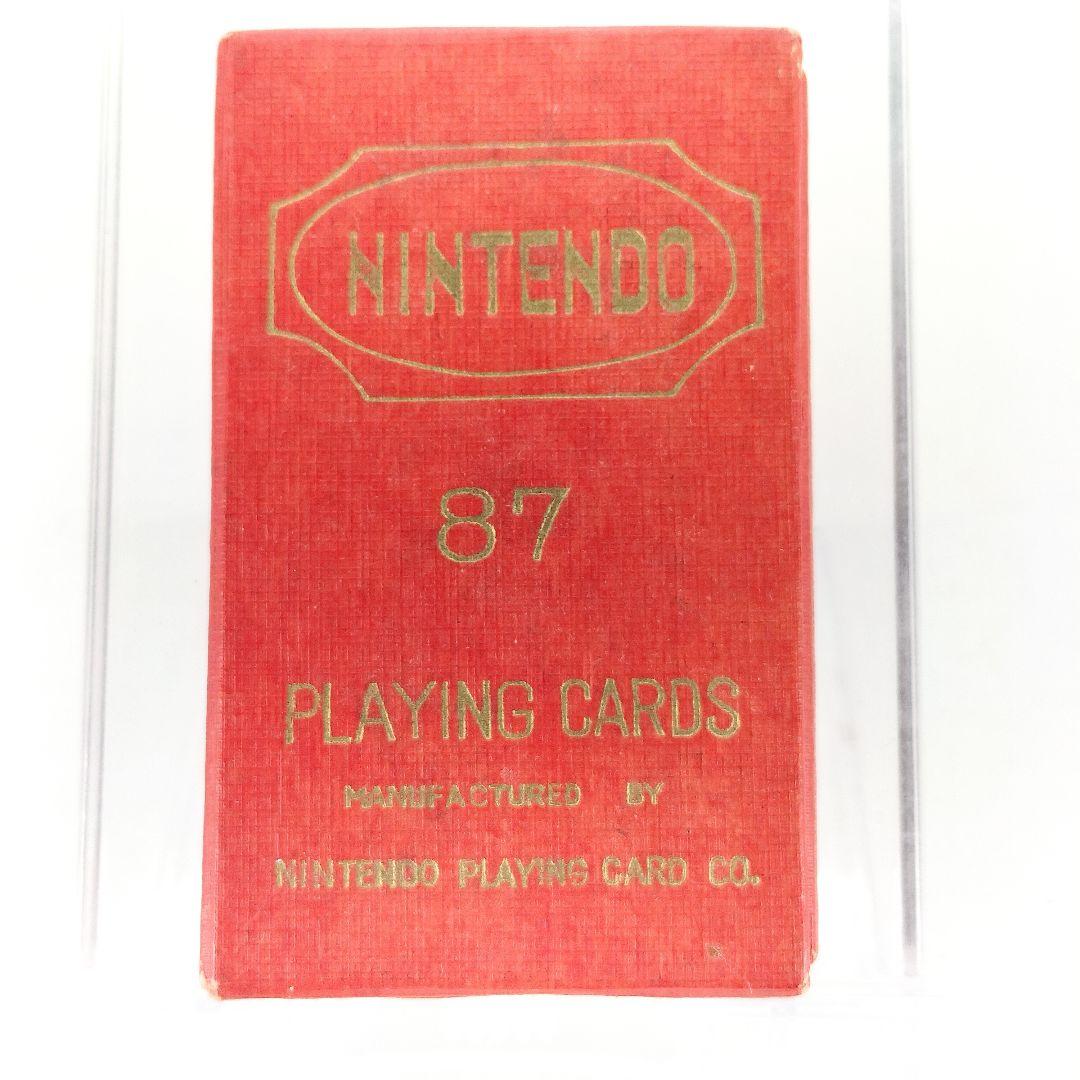 NINTENDO
87
PLAYING CARDS
MANUFACTURED BY
NINTENDO PLAYING CARD CO.